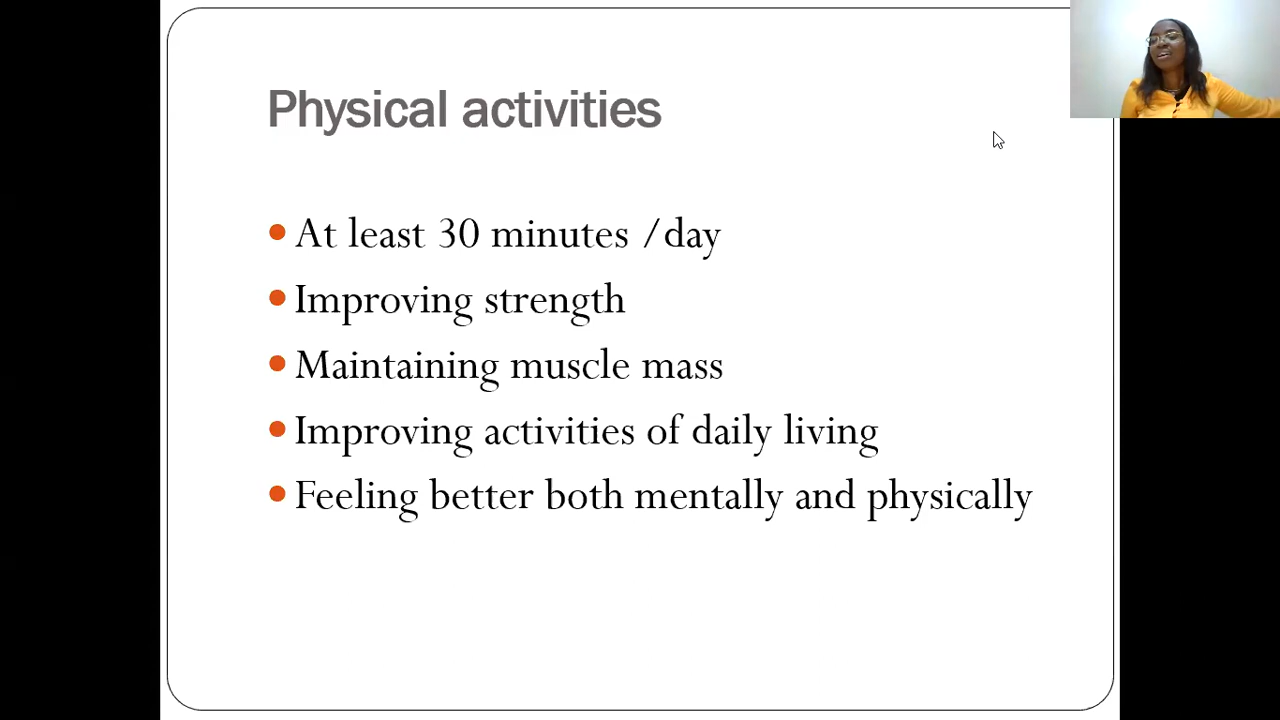 Physical activities
At least 30 minutes /day
Improving strength
Maintaining muscle mass
Improving activities of daily living
Feeling better both mentally and physically